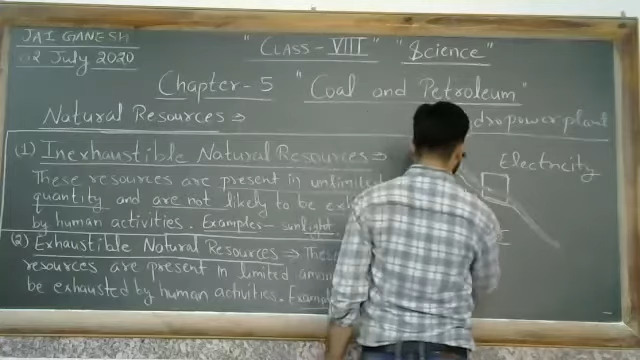 JAI GANESH
02 July 2020
"CLASS - VIII" "Science"
Chapter - 5 "Coal and Petroleum"
Natural Resources ⇒
(1) Inexhaustible Natural Resources ⇒
These resources are present in unlimited
quantity and are not likely to be
by human activities. Examples - sunlight,
(2) Exhaustible Natural Resources ⇒ These
resources are present in limited
be exhausted by human activities.
plant
Electricity